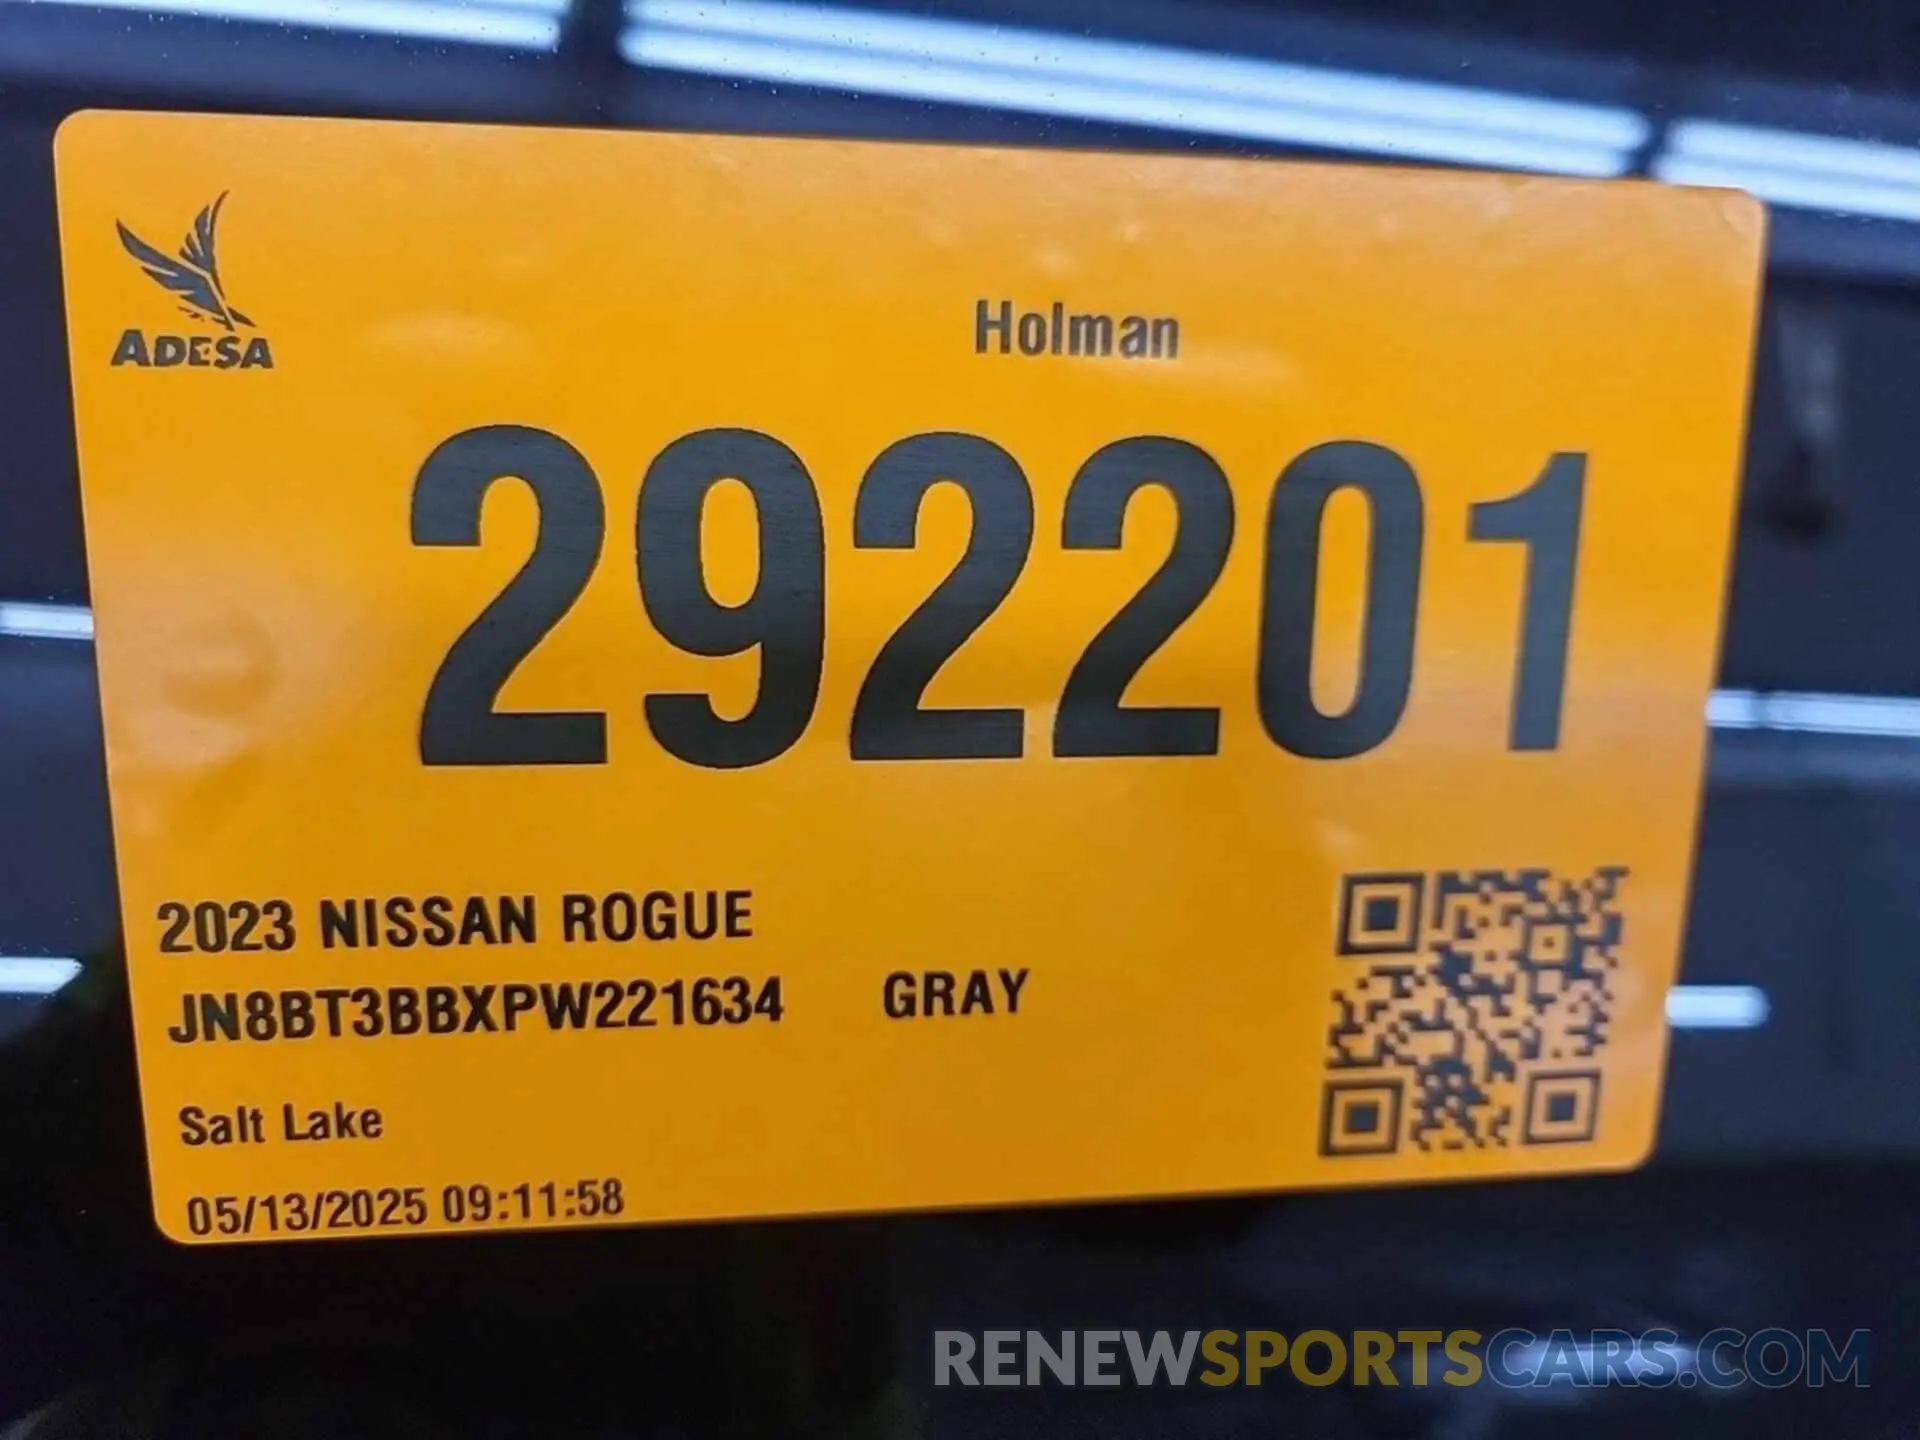 ADESA
Holman
292201
2023 NISSAN ROGUE
JN8BT3BBXPW221634 GRAY
Salt Lake
05/13/2025 09:11:58
RENEWSPORTSCARS.COM